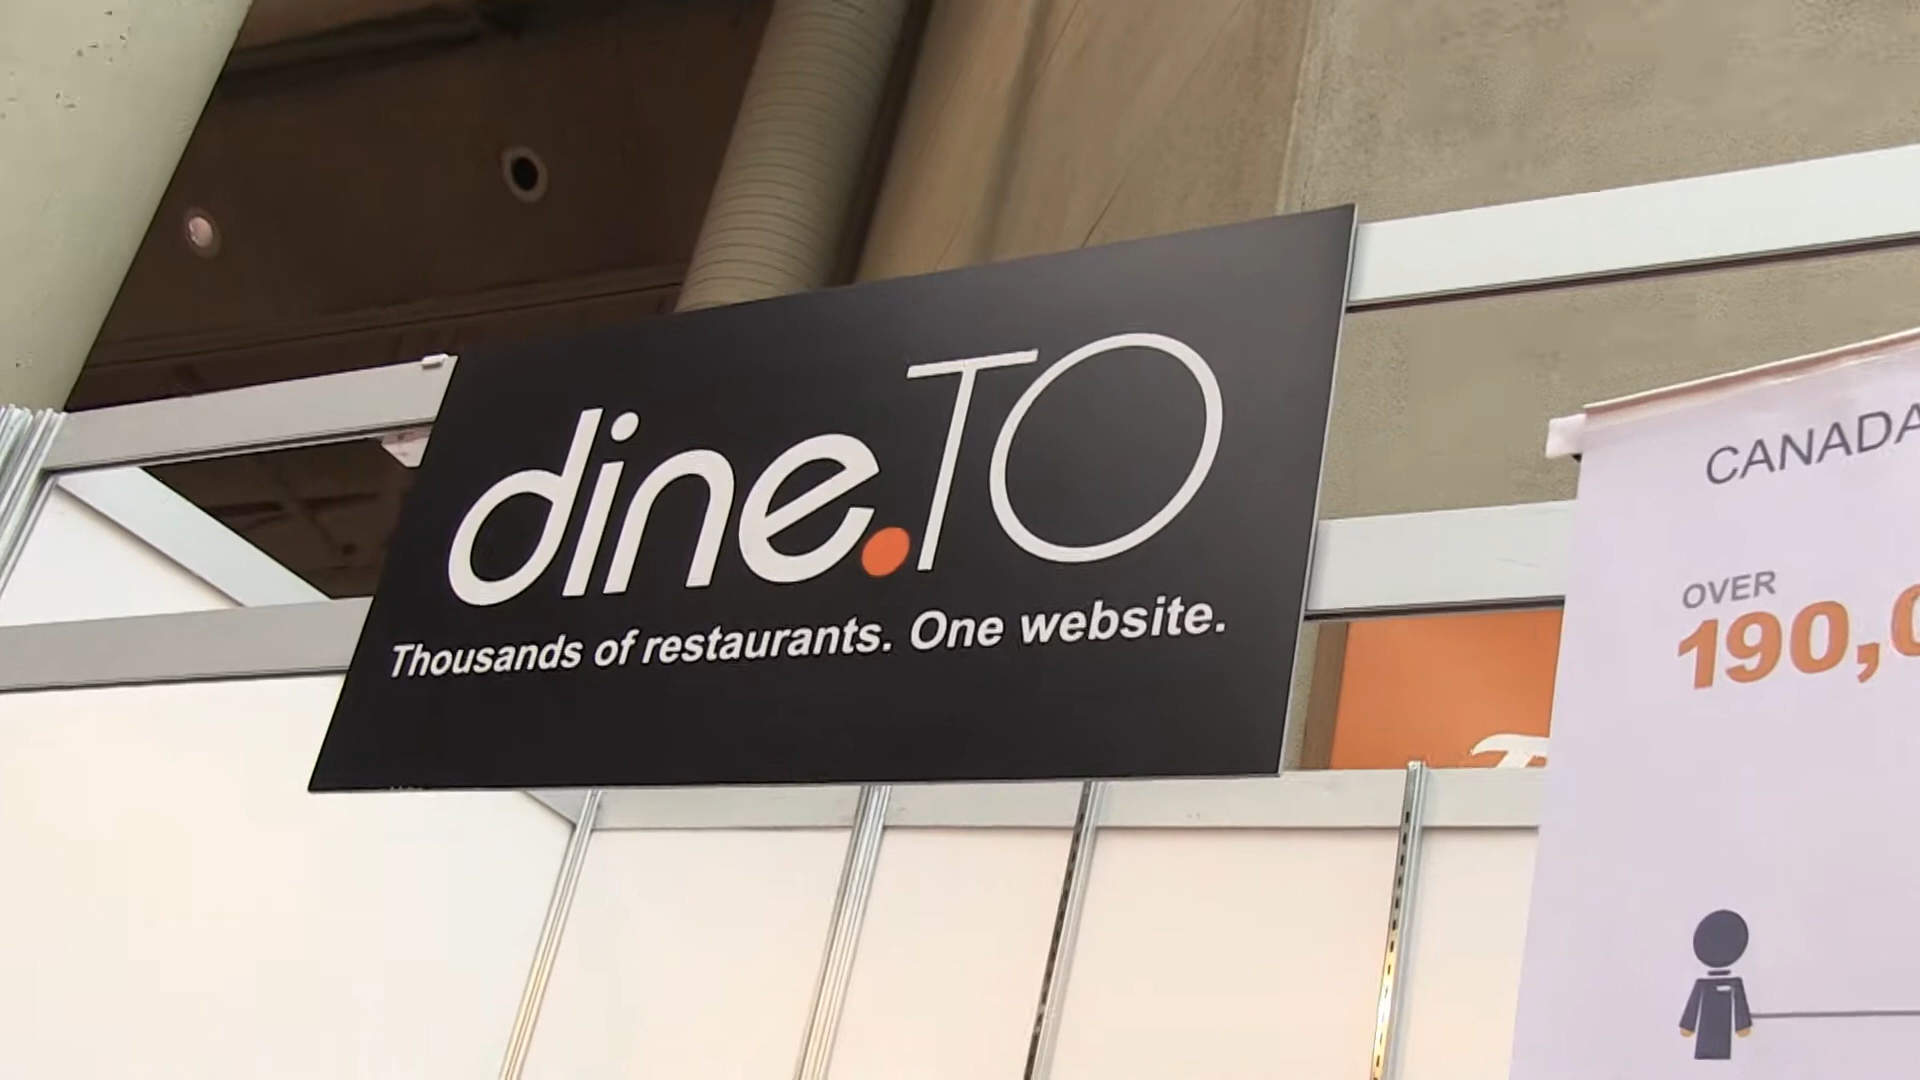 dine.TO
Thousands of restaurants. One website.
CANADA
OVER
190,0